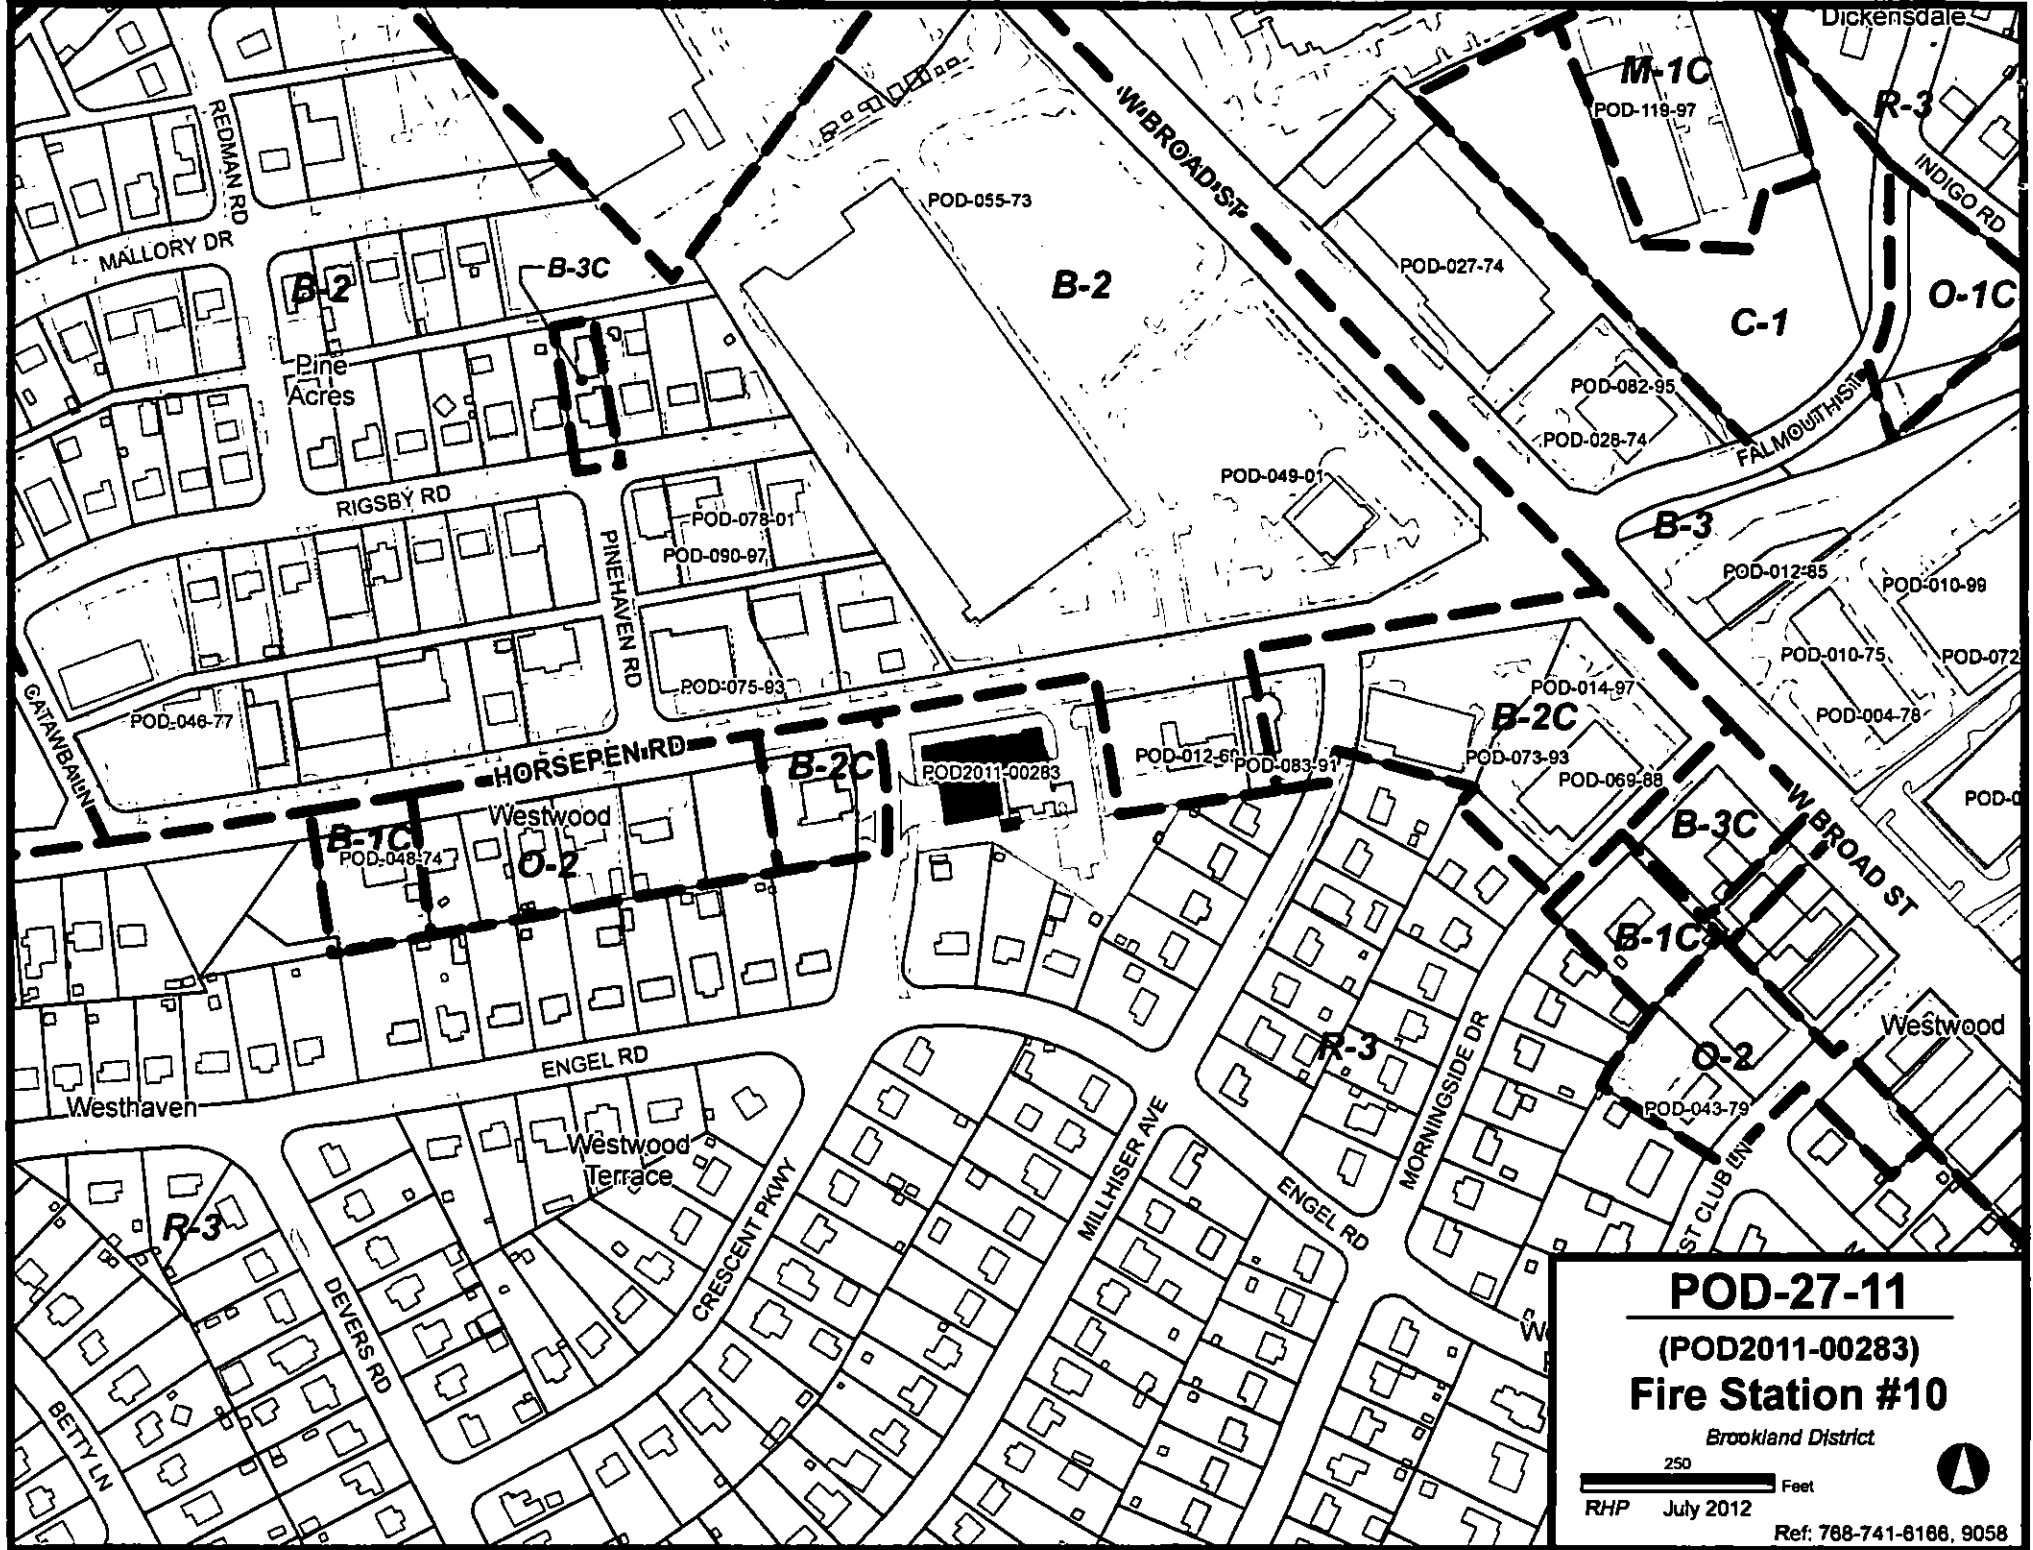 Dickensdale
M-1C
POD-119-97
R-3
INDIGO RD
REDMAN RD
W BROAD ST
MALLORY DR
POD-055-73
B-3C
B-2
B-2
POD-027-74
O-1C
C-1
Pine
Acres
POD-082-95
POD-028-74
FALMOUTH ST
RIGSBY RD
POD-049-01
POD-078-01
POD-090-97
PINEHAVEN RD
B-3
POD-012-85
POD-010-99
POD-010-75
POD-072
CATAWBA LN
POD-046-77
POD-075-93
POD-014-97
B-2C
POD-004-78
HORSEPEN RD
B-2C
POD2011-00283
POD-083-91
POD-073-93
POD-069-88
POD-0
Westwood
B-1C
POD-048-74
O-2
B-3C
W BROAD ST
B-1C
Westwood
R-3
O-2
ENGEL RD
Westhaven
MORNINGSIDE DR
POD-043-79
Westwood
Terrace
MILLHISER AVE
CRESCENT PKWY
ENGEL RD
ST CLUB LN
R-3
DEVERS RD
BETTY LN
POD-27-11
(POD2011-00283)
Fire Station #10
Brookland District
250
Feet
RHP July 2012
Ref: 768-741-6166, 9058